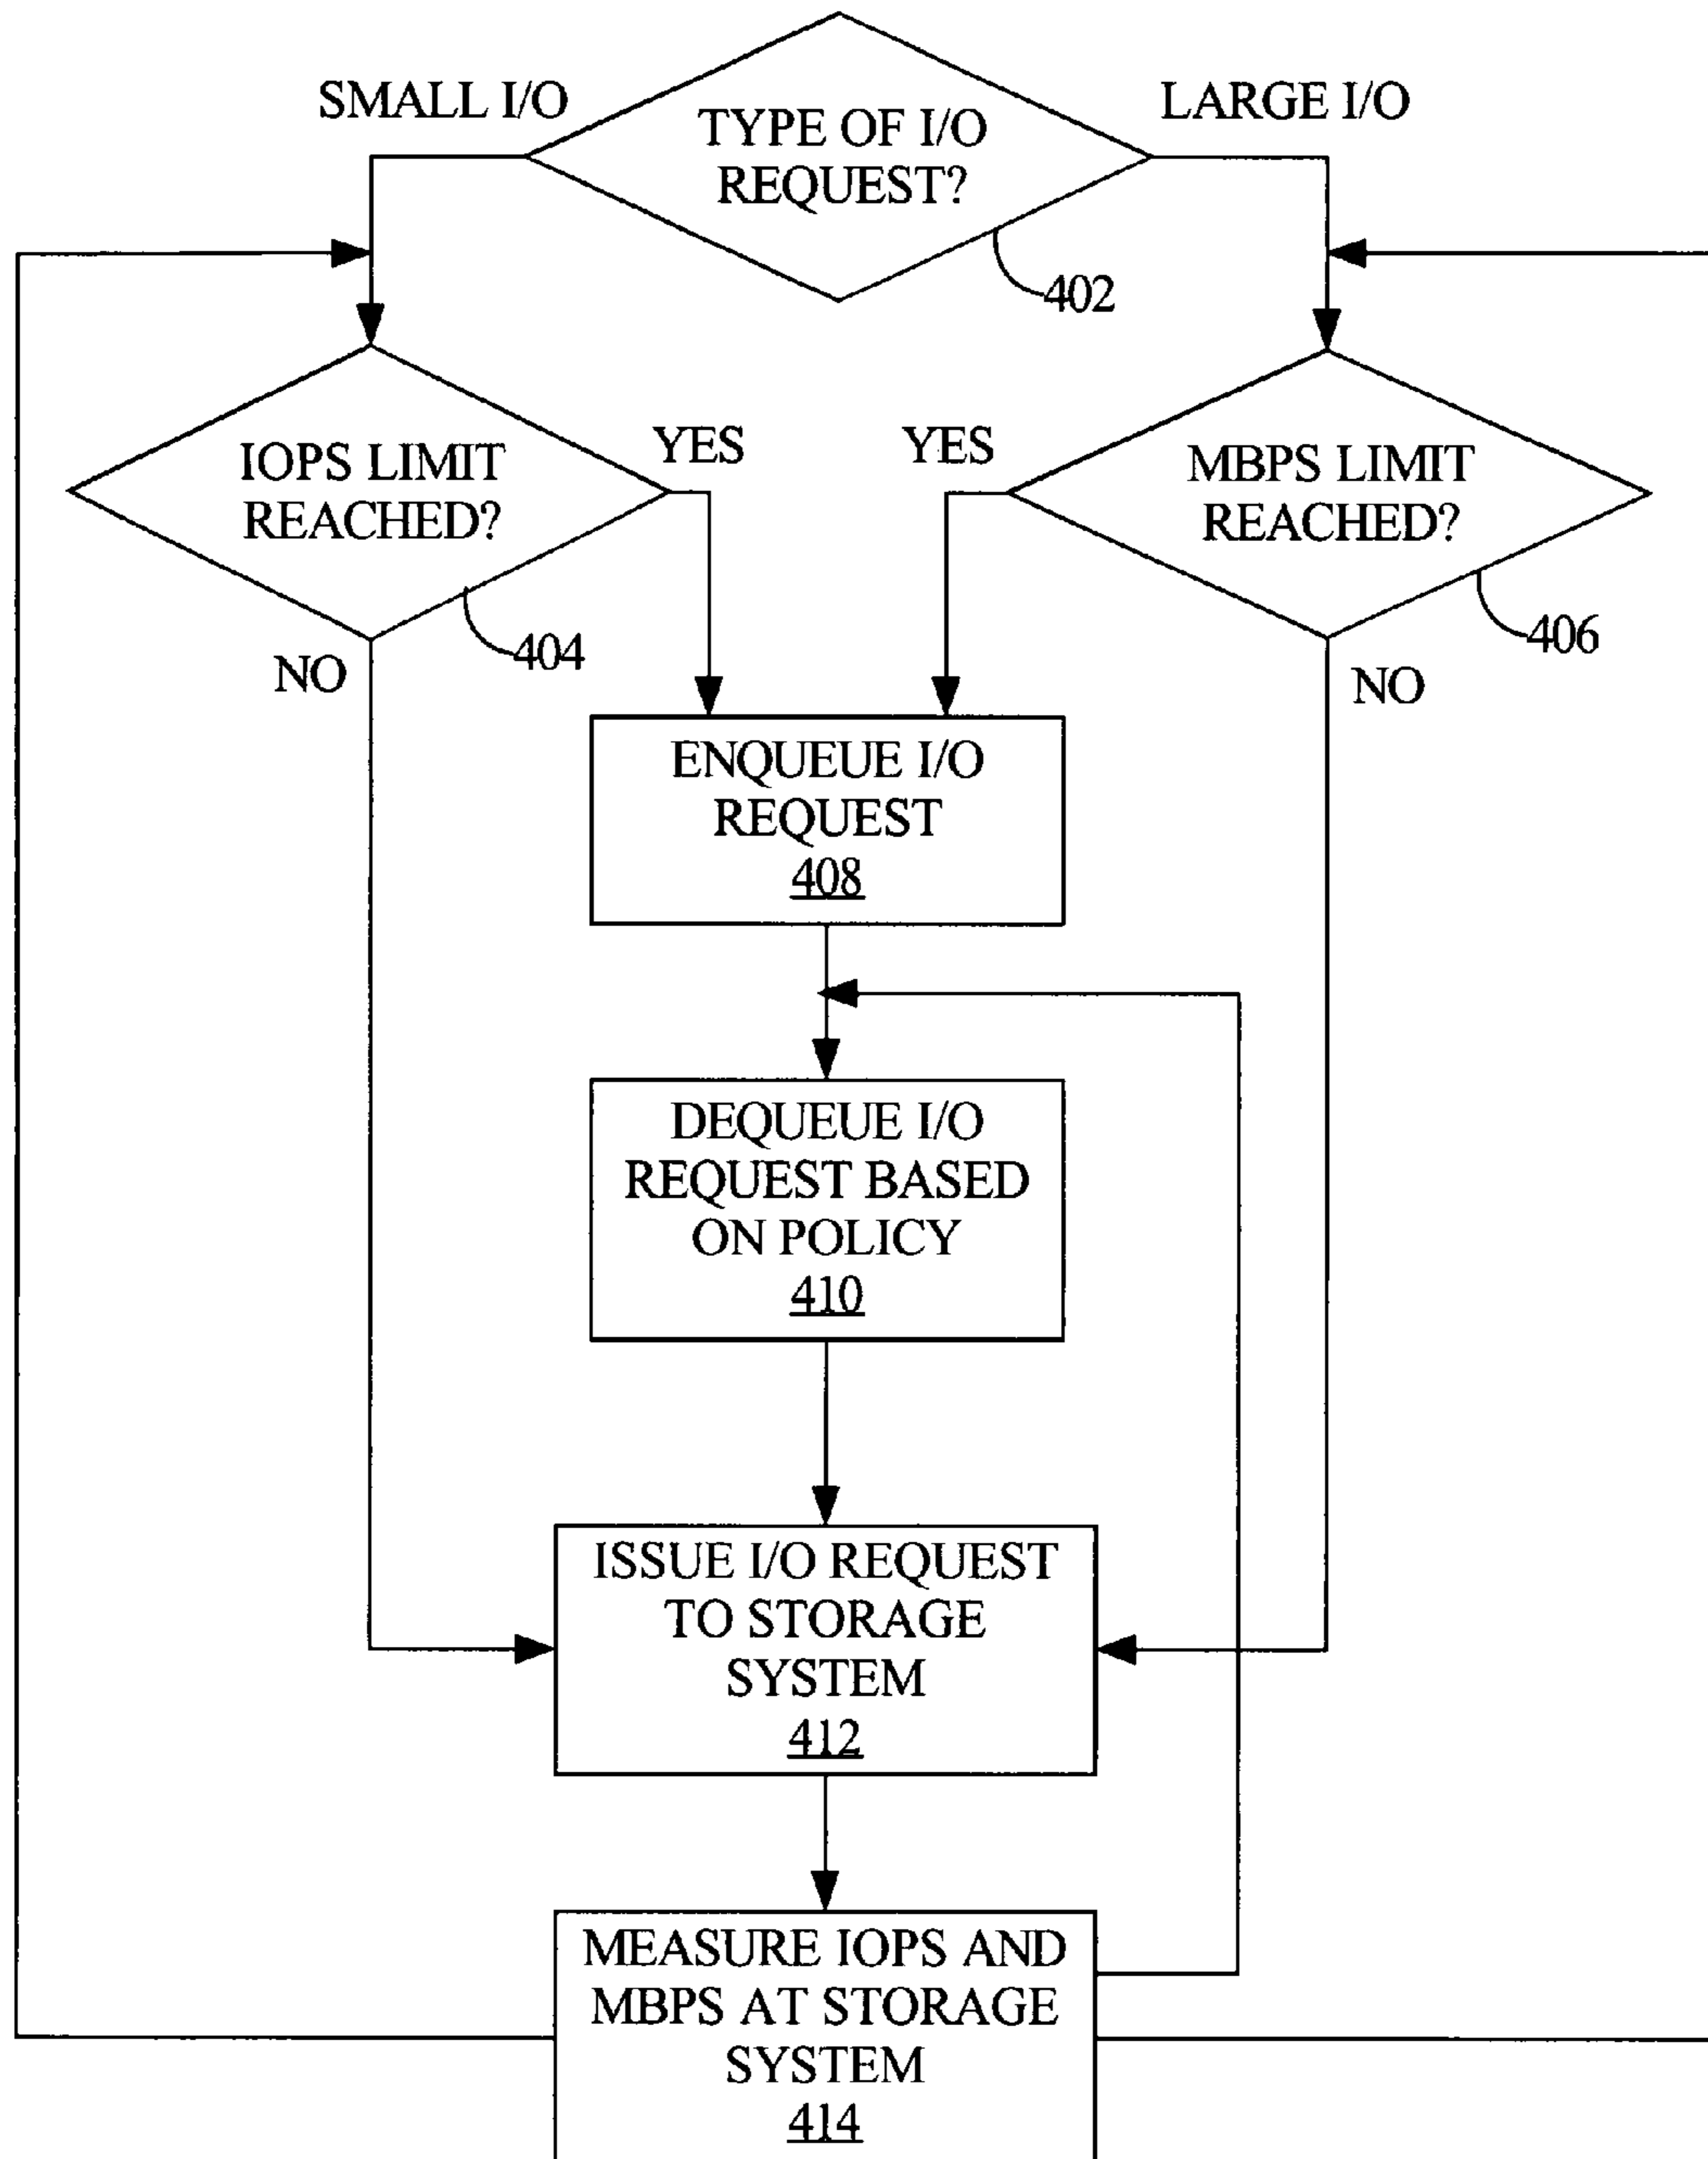 SMALL I/O
LARGE I/O
TYPE OF I/O
REQUEST?
402
IOPS LIMIT
REACHED?
YES
YES
MBPS LIMIT
REACHED?
404
406
NO
NO
ENQUEUE I/O
REQUEST
408
DEQUEUE I/O
REQUEST BASED
ON POLICY
410
ISSUE I/O REQUEST
TO STORAGE
SYSTEM
412
MEASURE IOPS AND
MBPS AT STORAGE
SYSTEM
414